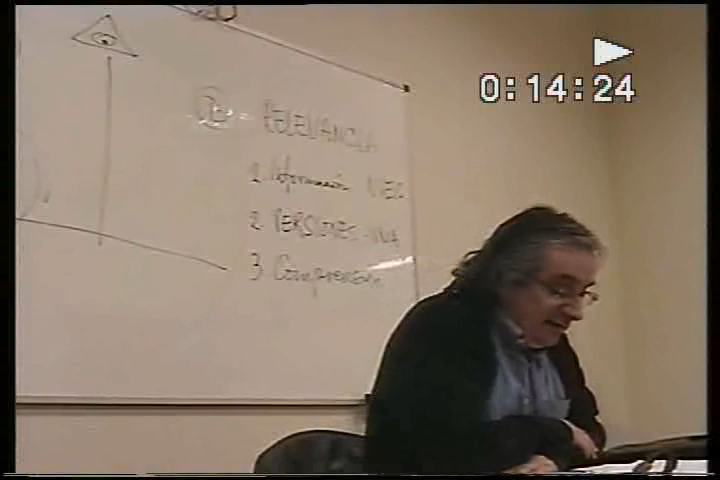 0:14:24
RELEVANCIA
1. Información
2. VERSIONES
3. Comprensión